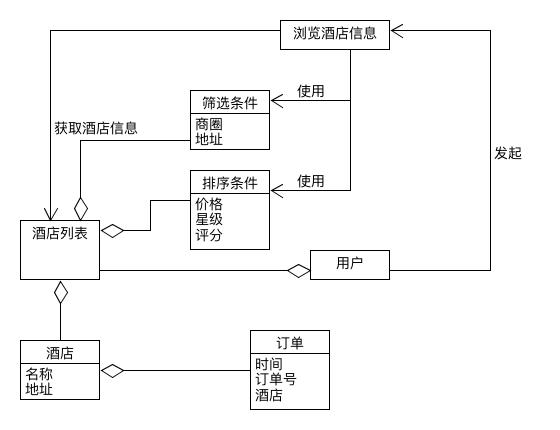 浏览酒店信息
使用
筛选条件
商圈
地址
获取酒店信息
发起
使用
排序条件
价格
星级
评分
酒店列表
用户
酒店
名称
地址
订单
时间
订单号
酒店